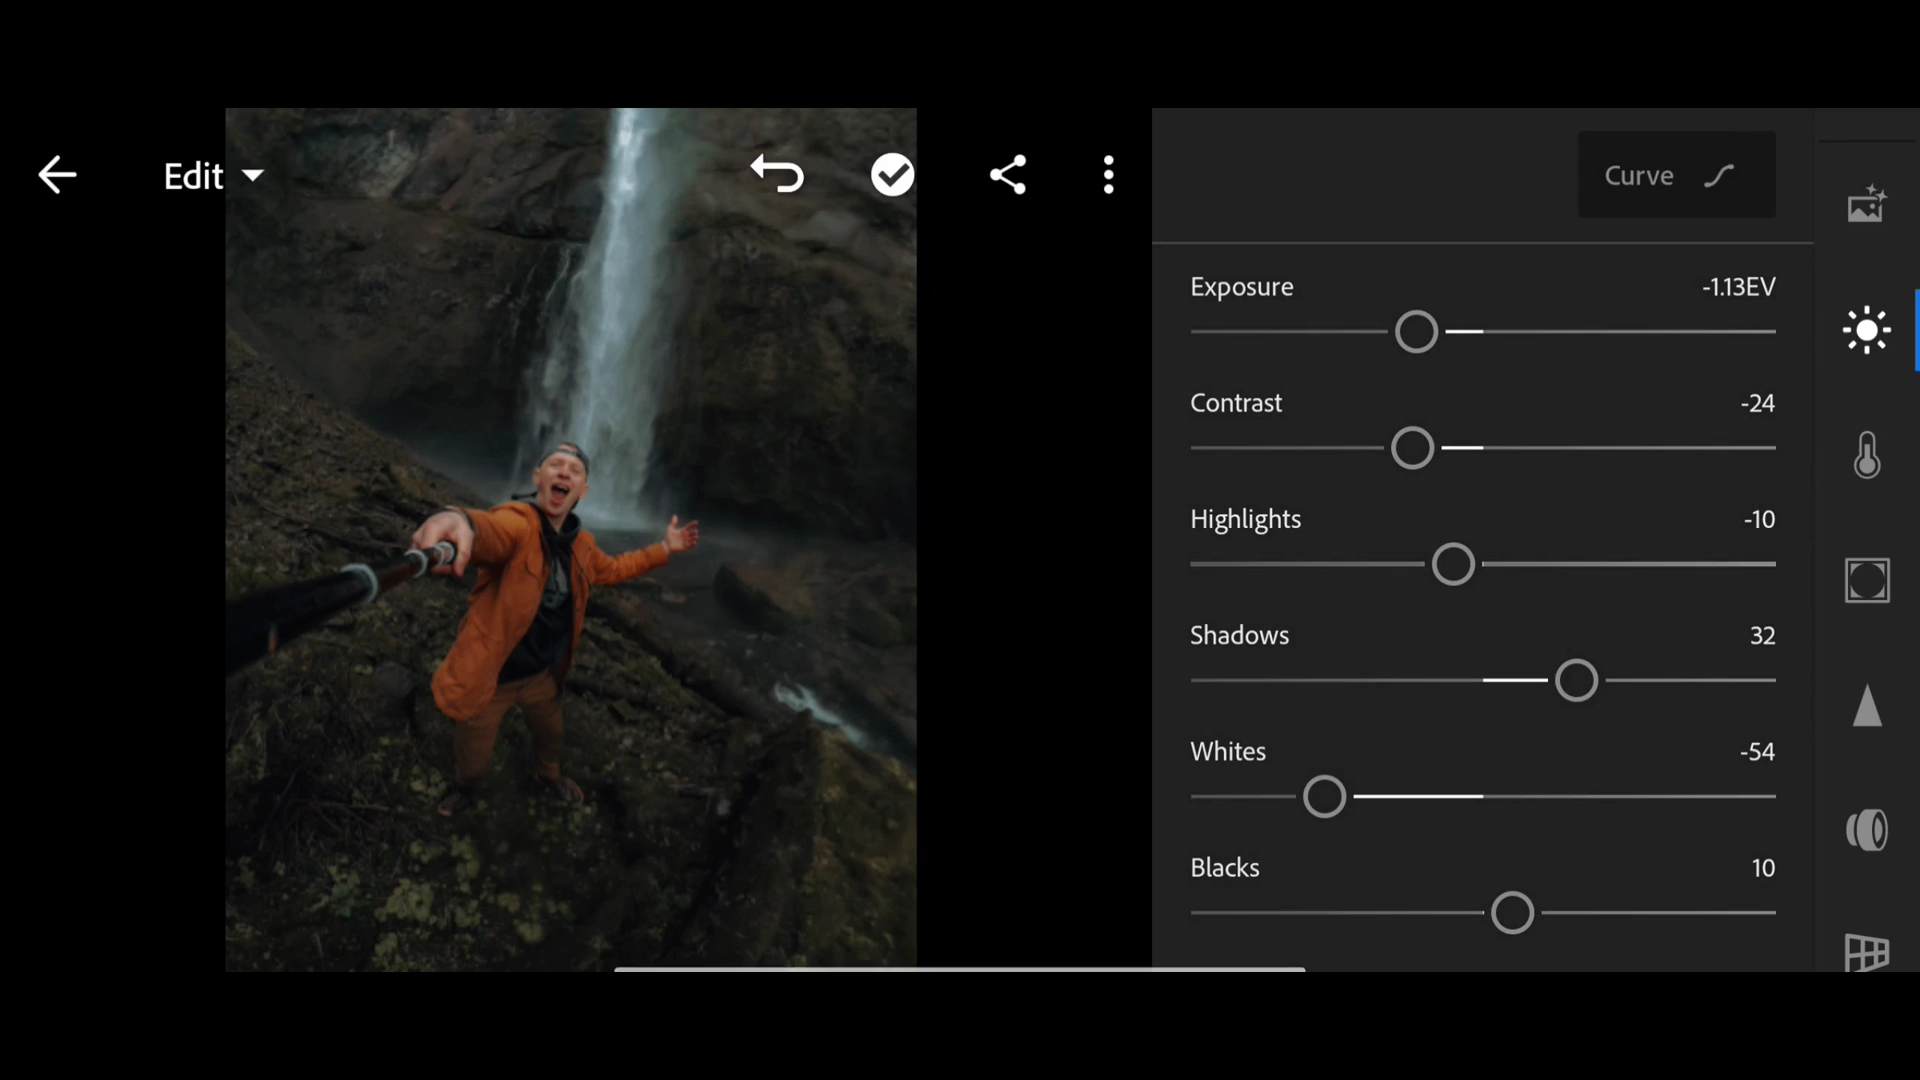 Edit
Curve
Exposure -1.13EV
Contrast -24
Highlights -10
Shadows 32
Whites -54
Blacks 10